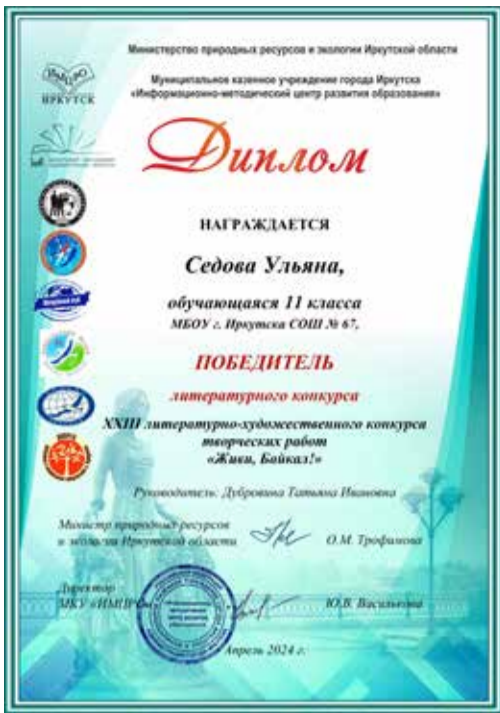 Министерство природных ресурсов и экологии Иркутской области
Муниципальное казенное учреждение города Иркутска
«Информационно-методический центр развития образования»
ИМЦРО
ИРКУТСК
Диплом
НАГРАЖДАЕТСЯ
Седова Ульяна,
обучающаяся 11 класса
МБОУ г. Иркутска СОШ № 67,
ПОБЕДИТЕЛЬ
литературного конкурса
XXIII литературно-художественного конкурса
творческих работ
«Живи, Байкал!»
Руководитель: Дубровина Татьяна Ивановна
Министр природных ресурсов
и экологии Иркутской области
О.М. Трофимова
Директор
МКУ «ИМЦРО»
Ю.В. Василькова
Апрель 2024 г.